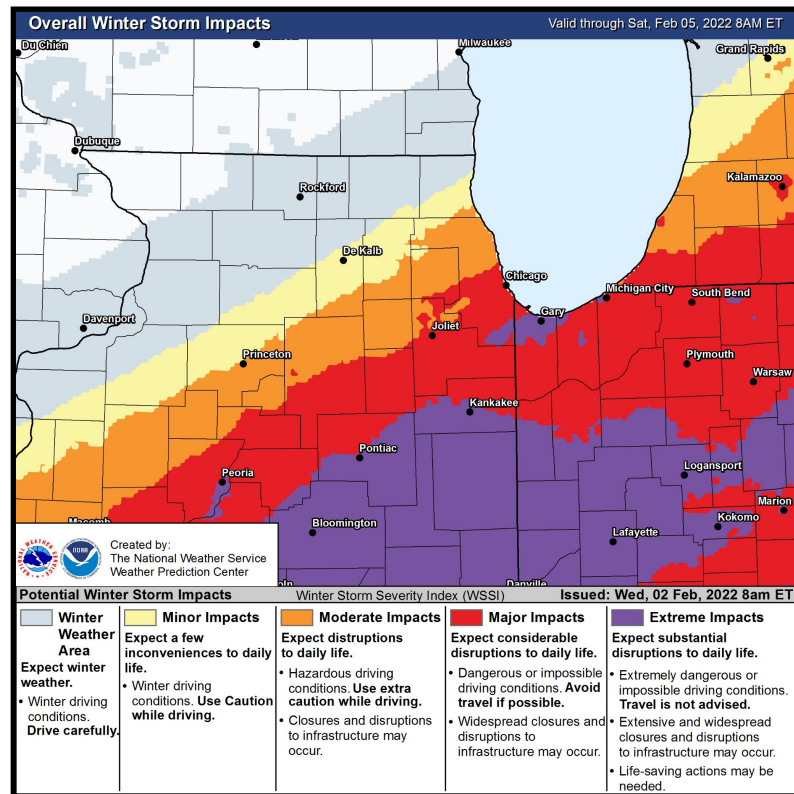 Overall Winter Storm Impacts
Valid through Sat, Feb 05, 2022 8AM ET
Du Chien
Milwaukee
Grand Rapids
Dubuque
Rockford
Kalamazoo
De Kalb
Chicago
Michigan City
South Bend
Davenport
Gary
Joliet
Princeton
Plymouth
Warsaw
Kankakee
Pontiac
Peoria
Logansport
Marion
Macomb
Bloomington
Kokomo
Lafayette
Danville
NOAA
Created by:
The National Weather Service
Weather Prediction Center
Potential Winter Storm Impacts
Winter Storm Severity Index (WSSI)
Issued: Wed, 02 Feb, 2022 8am ET
Winter
Weather
Area
Expect winter
weather.
• Winter driving
conditions.
Drive carefully.
Minor Impacts
Expect a few
inconveniences to daily
life.
• Winter driving
conditions. Use Caution
while driving.
Moderate Impacts
Expect distruptions
to daily life.
• Hazardous driving
conditions. Use extra
caution while driving.
• Closures and disruptions
to infrastructure may
occur.
Major Impacts
Expect considerable
disruptions to daily life.
• Dangerous or impossible
driving conditions. Avoid
travel if possible.
• Widespread closures and
disruptions to
infrastructure may occur.
Extreme Impacts
Expect substantial
disruptions to daily life.
• Extremely dangerous or
impossible driving conditions.
Travel is not advised.
• Extensive and widespread
closures and disruptions
to infrastructure may occur.
• Life-saving actions may be
needed.